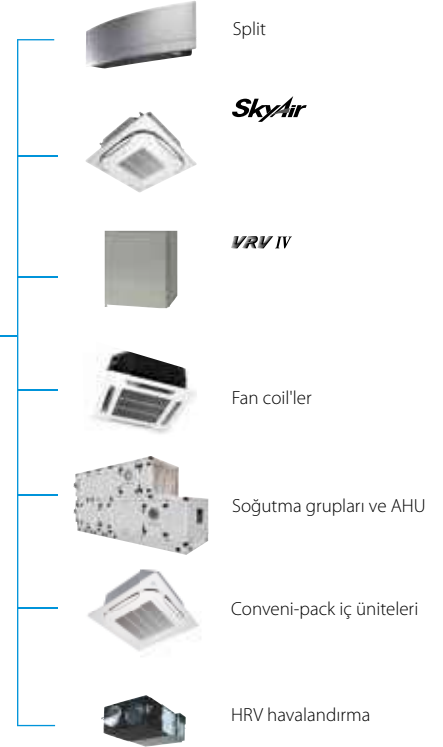 Split
SkyAir
VRV IV
Fan coil'ler
Soğutma grupları ve AHU
Conveni-pack iç üniteleri
HRV havalandırma